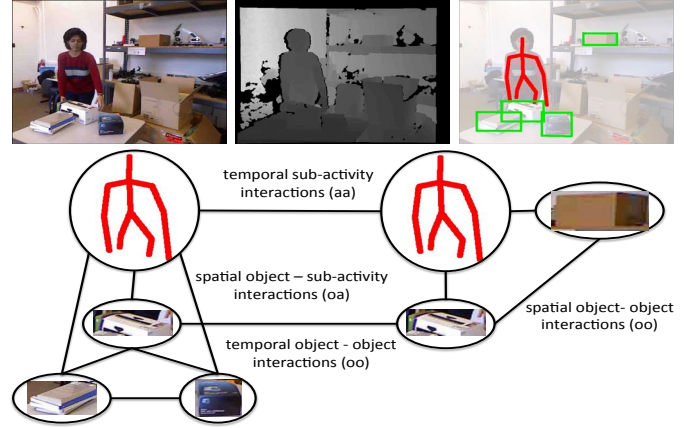 temporal sub-activity
interactions (aa)
spatial object – sub-activity
interactions (oa)
spatial object- object
interactions (oo)
temporal object - object
interactions (oo)